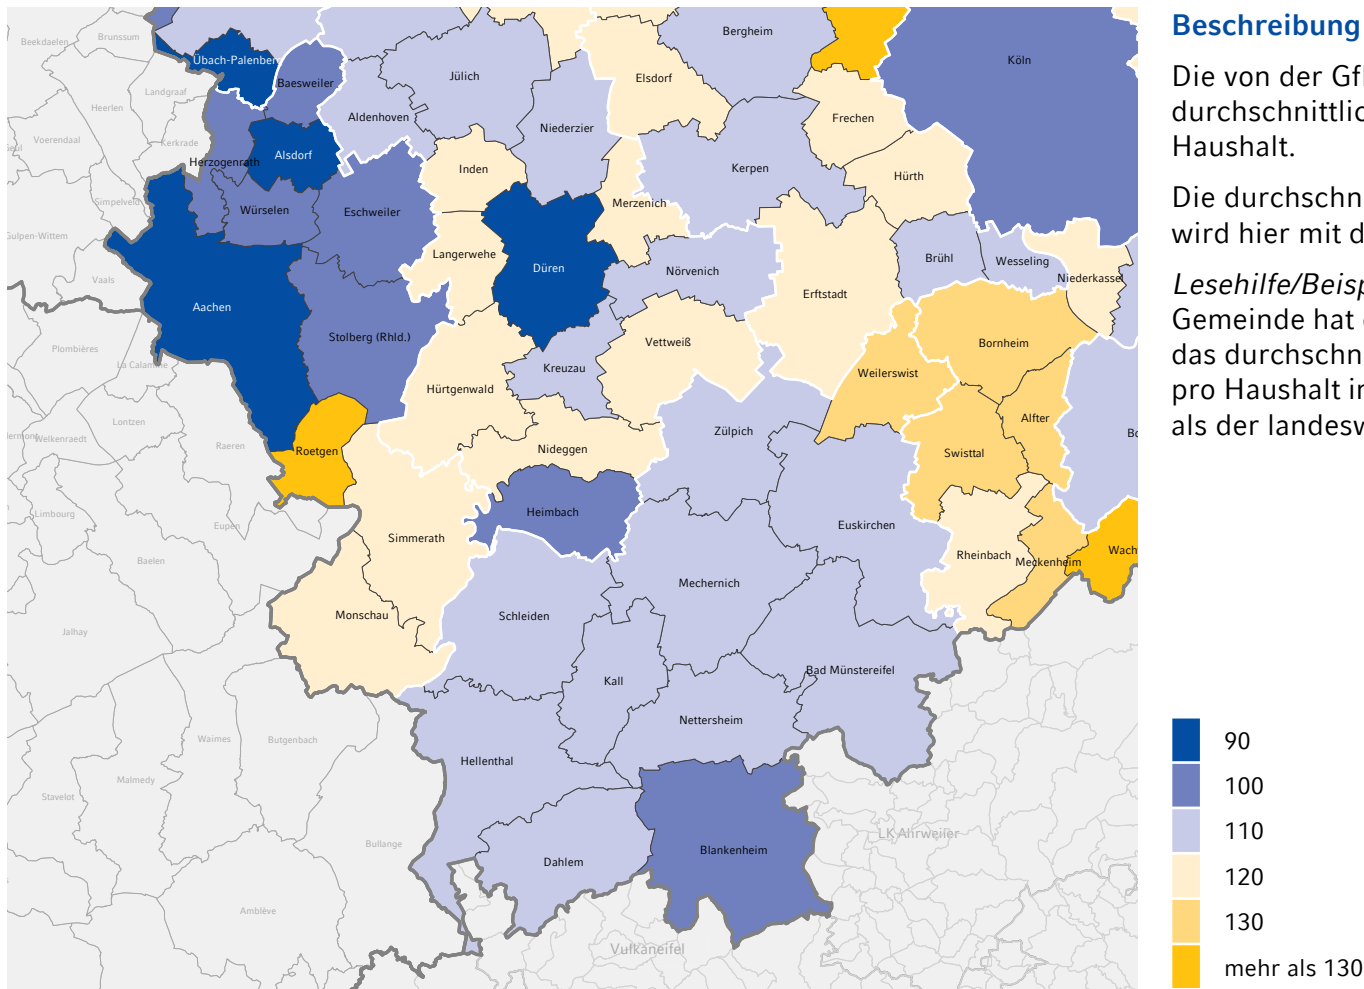 Beekdaelen
Brunssum
Übach-Palenber
Baesweiler
Landgraaf
Heerlen
Voerendaal
Kerkrade
Herzogenrath
Alsdorf
Aldenhoven
Jülich
Niederzier
Elsdorf
Bergheim
Köln
Frechen
Kerpen
Hürth
Inden
Merzenich
Simpelveld
Gulpen-Wittem
Vaals
Würselen
Eschweiler
Langerwehe
Düren
Nörvenich
Erftstadt
Brühl
Wesseling
Niederkassel
Aachen
Stolberg (Rhld.)
Vettweiß
Bornheim
Plombières
La Calamine
Hürtgenwald
Kreuzau
Weilerswist
Alfter
Lontzen
Welkenraedt
Raeren
Roetgen
Nideggen
Zülpich
Swisttal
Limbourg
Eupen
Baelen
Simmerath
Heimbach
Euskirchen
Rheinbach
Meckenheim
Wach
Jalhay
Monschau
Schleiden
Mechernich
Kall
Bad Münstereifel
Nettersheim
Waimes
Butgenbach
Malmedy
Stavelot
Hellenthal
Bullange
Dahlem
Blankenheim
LK Ahrweiler
Amblève
Vulkaneifel
Beschreibung
Die von der Gf
durchschnittlic
Haushalt.
Die durchschn
wird hier mit d
Lesehilfe/Beisp
Gemeinde hat
das durchschn
pro Haushalt i
als der landesw
90
100
110
120
130
mehr als 130